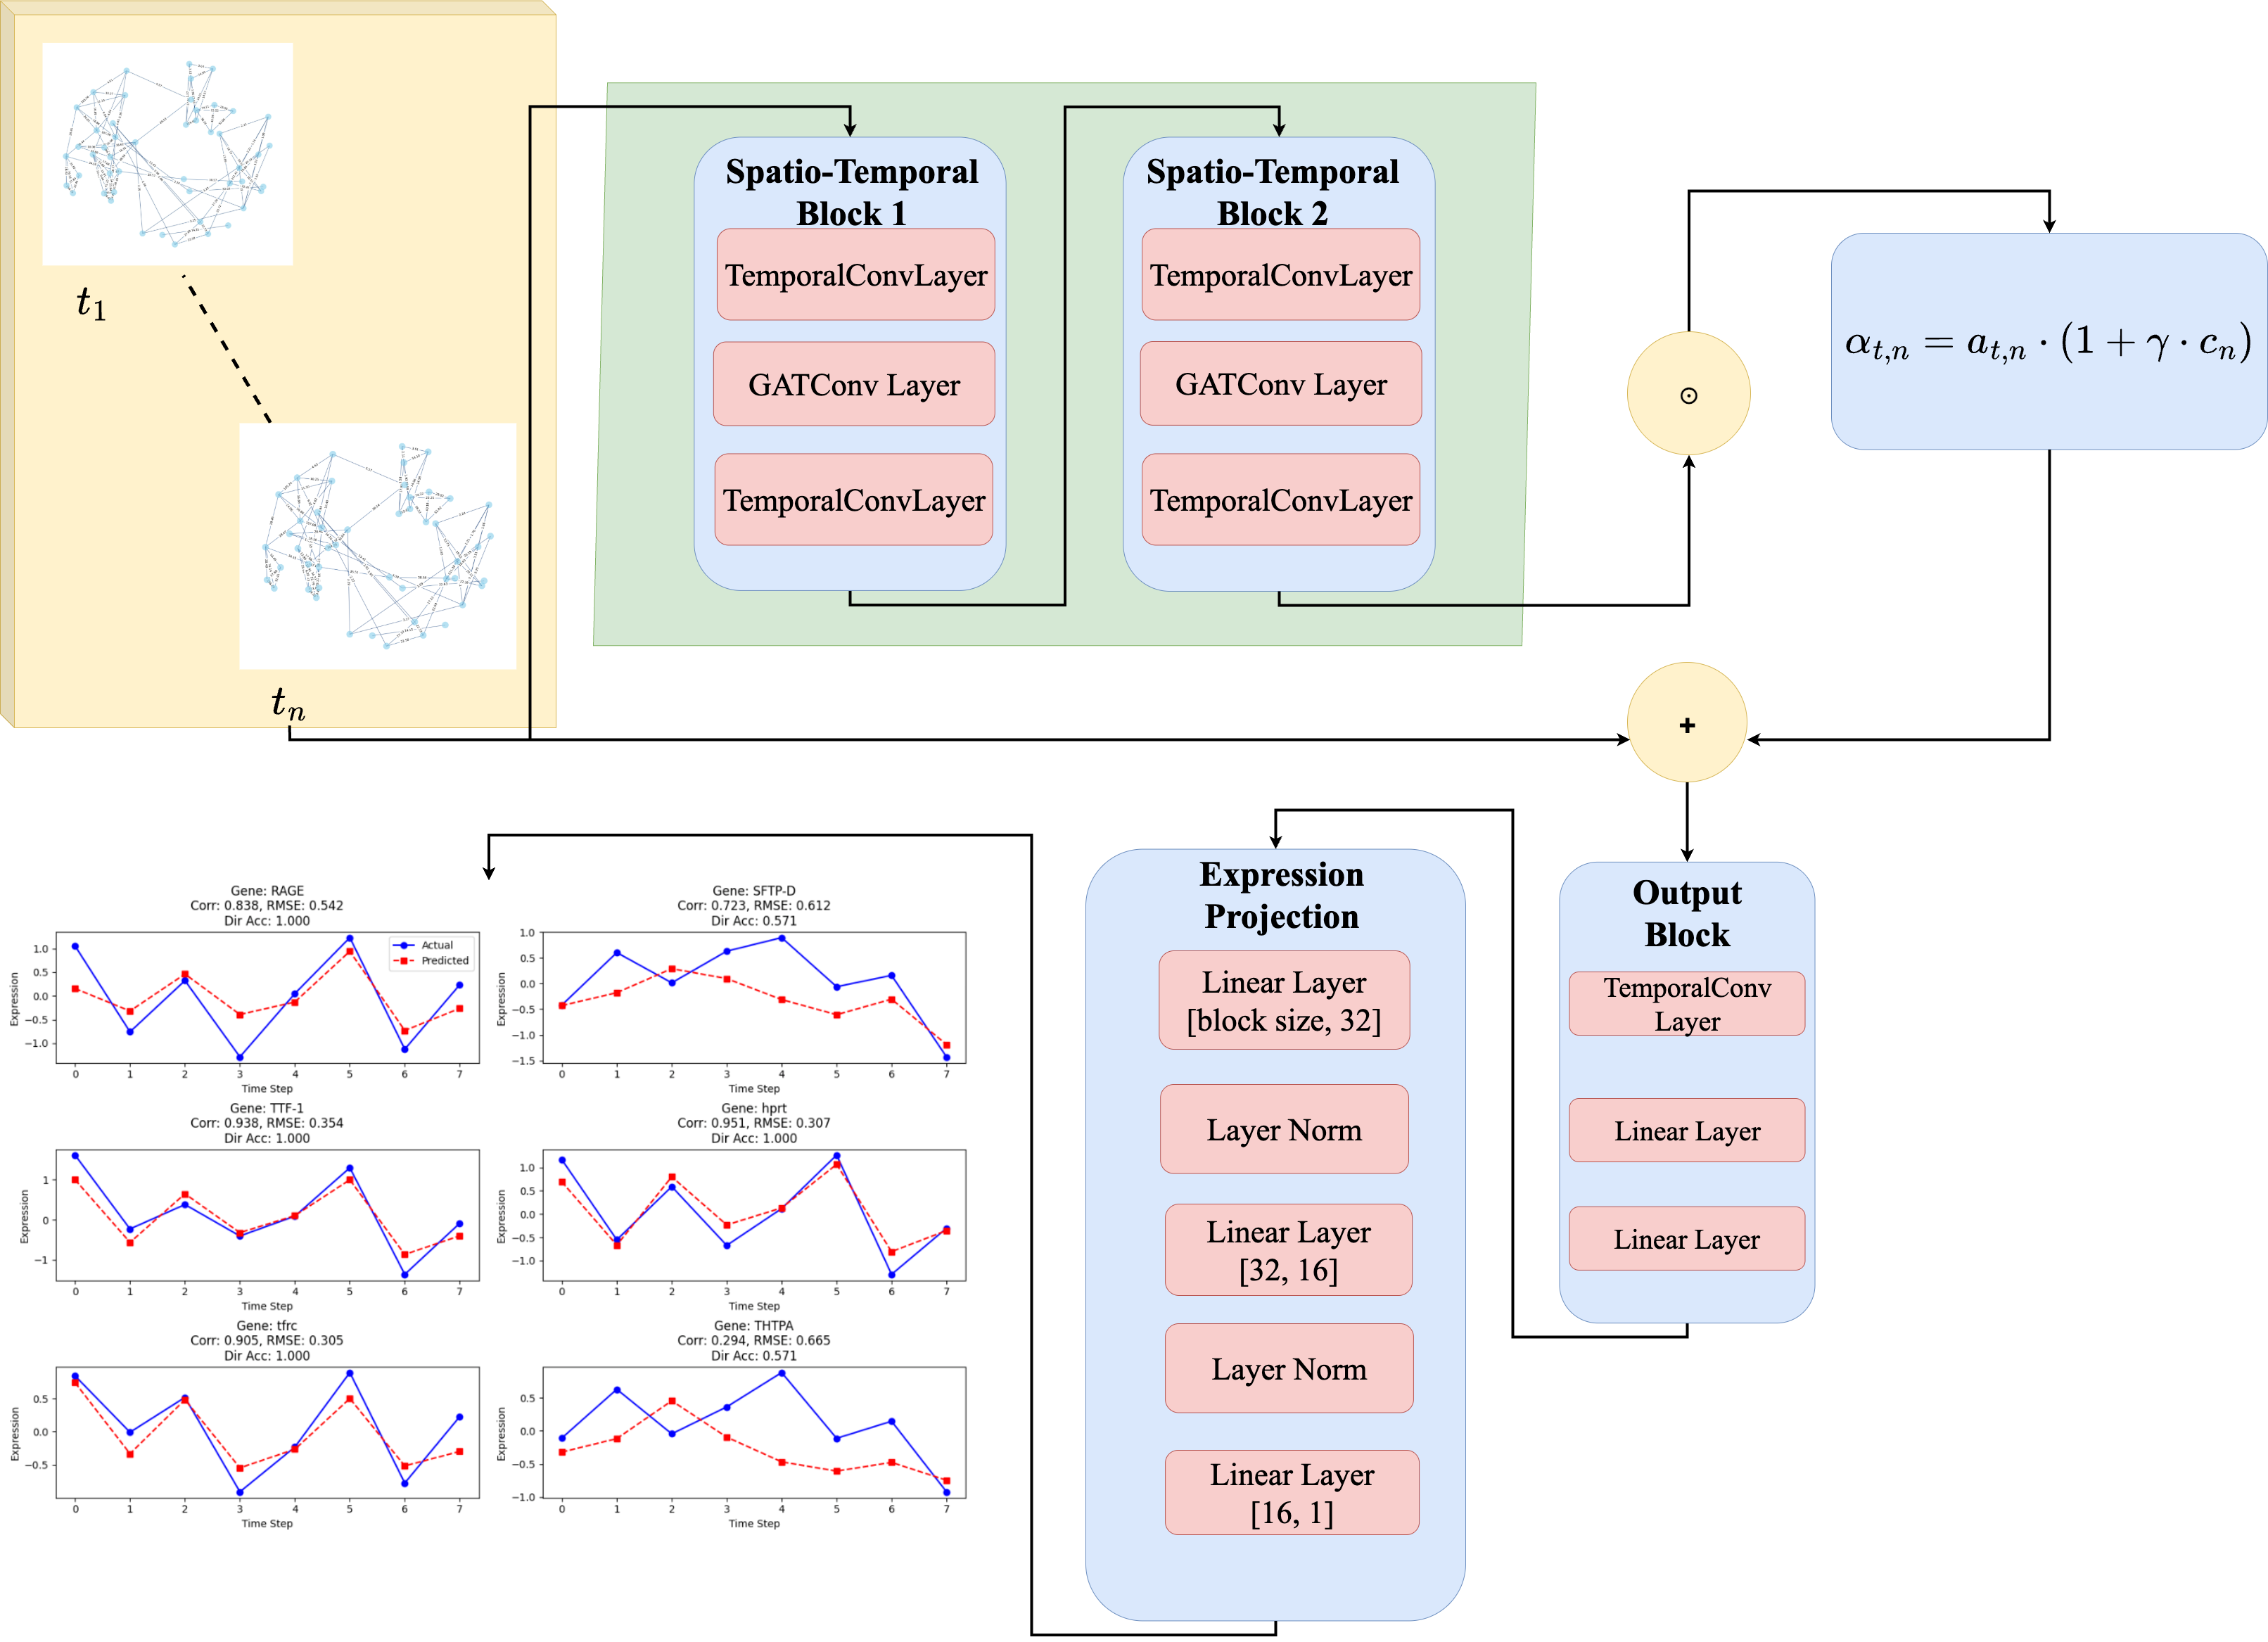 t1
tn
Spatio-Temporal
Block 1
TemporalConvLayer
GATConv Layer
TemporalConvLayer
Spatio-Temporal
Block 2
TemporalConvLayer
GATConv Layer
TemporalConvLayer
⊙
α_{t,n} = a_{t,n} · (1 + γ · c_n)
+
Output
Block
TemporalConv
Layer
Linear Layer
Linear Layer
Expression
Projection
Linear Layer
[block size, 32]
Layer Norm
Linear Layer
[32, 16]
Layer Norm
Linear Layer
[16, 1]
Gene: RAGE
Corr: 0.838, RMSE: 0.542
Dir Acc: 1.000
Actual
Predicted
Expression
1.0
0.5
0.0
−0.5
−1.0
0 1 2 3 4 5 6 7
Time Step
Gene: SFTP-D
Corr: 0.723, RMSE: 0.612
Dir Acc: 0.571
Expression
1.0
0.5
0.0
−0.5
−1.0
−1.5
0 1 2 3 4 5 6 7
Time Step
Gene: TTF-1
Corr: 0.938, RMSE: 0.354
Dir Acc: 1.000
Expression
1
0
−1
0 1 2 3 4 5 6 7
Time Step
Gene: hprt
Corr: 0.951, RMSE: 0.307
Dir Acc: 1.000
Expression
1.0
0.5
0.0
−0.5
−1.0
0 1 2 3 4 5 6 7
Time Step
Gene: tfrc
Corr: 0.905, RMSE: 0.305
Dir Acc: 1.000
Expression
0.5
0.0
−0.5
0 1 2 3 4 5 6 7
Time Step
Gene: THTPA
Corr: 0.294, RMSE: 0.665
Dir Acc: 0.571
Expression
0.5
0.0
−0.5
−1.0
0 1 2 3 4 5 6 7
Time Step